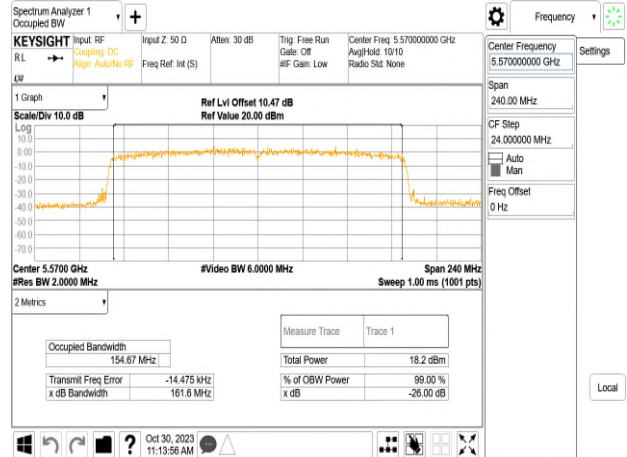 Spectrum Analyzer 1
Occupied BW
Frequency
KEYSIGHT
Input: RF
Coupling: DC
Align: Auto/No RF
Input Z: 50 Ω
Freq Ref: Int (S)
Atten: 30 dB
Trig: Free Run
Gate: Off
#IF Gain: Low
Center Freq: 5.570000000 GHz
Avg|Hold: 10/10
Radio Std: None
R L
LXI
Center Frequency
5.570000000 GHz
Settings
Span
240.00 MHz
CF Step
24.000000 MHz
Auto
Man
Freq Offset
0 Hz
Local
1 Graph
Scale/Div 10.0 dB
Ref Lvl Offset 10.47 dB
Ref Value 20.00 dBm
Log
10.0
0.00
-10.0
-20.0
-30.0
-40.0
-50.0
-60.0
-70.0
Center 5.5700 GHz
#Video BW 6.0000 MHz
Span 240 MHz
#Res BW 2.0000 MHz
Sweep 1.00 ms (1001 pts)
2 Metrics
Measure Trace
Trace 1
Occupied Bandwidth
154.67 MHz
Total Power
18.2 dBm
Transmit Freq Error
-14.475 kHz
% of OBW Power
99.00 %
x dB Bandwidth
161.6 MHz
x dB
-26.00 dB
Oct 30, 2023
11:13:56 AM